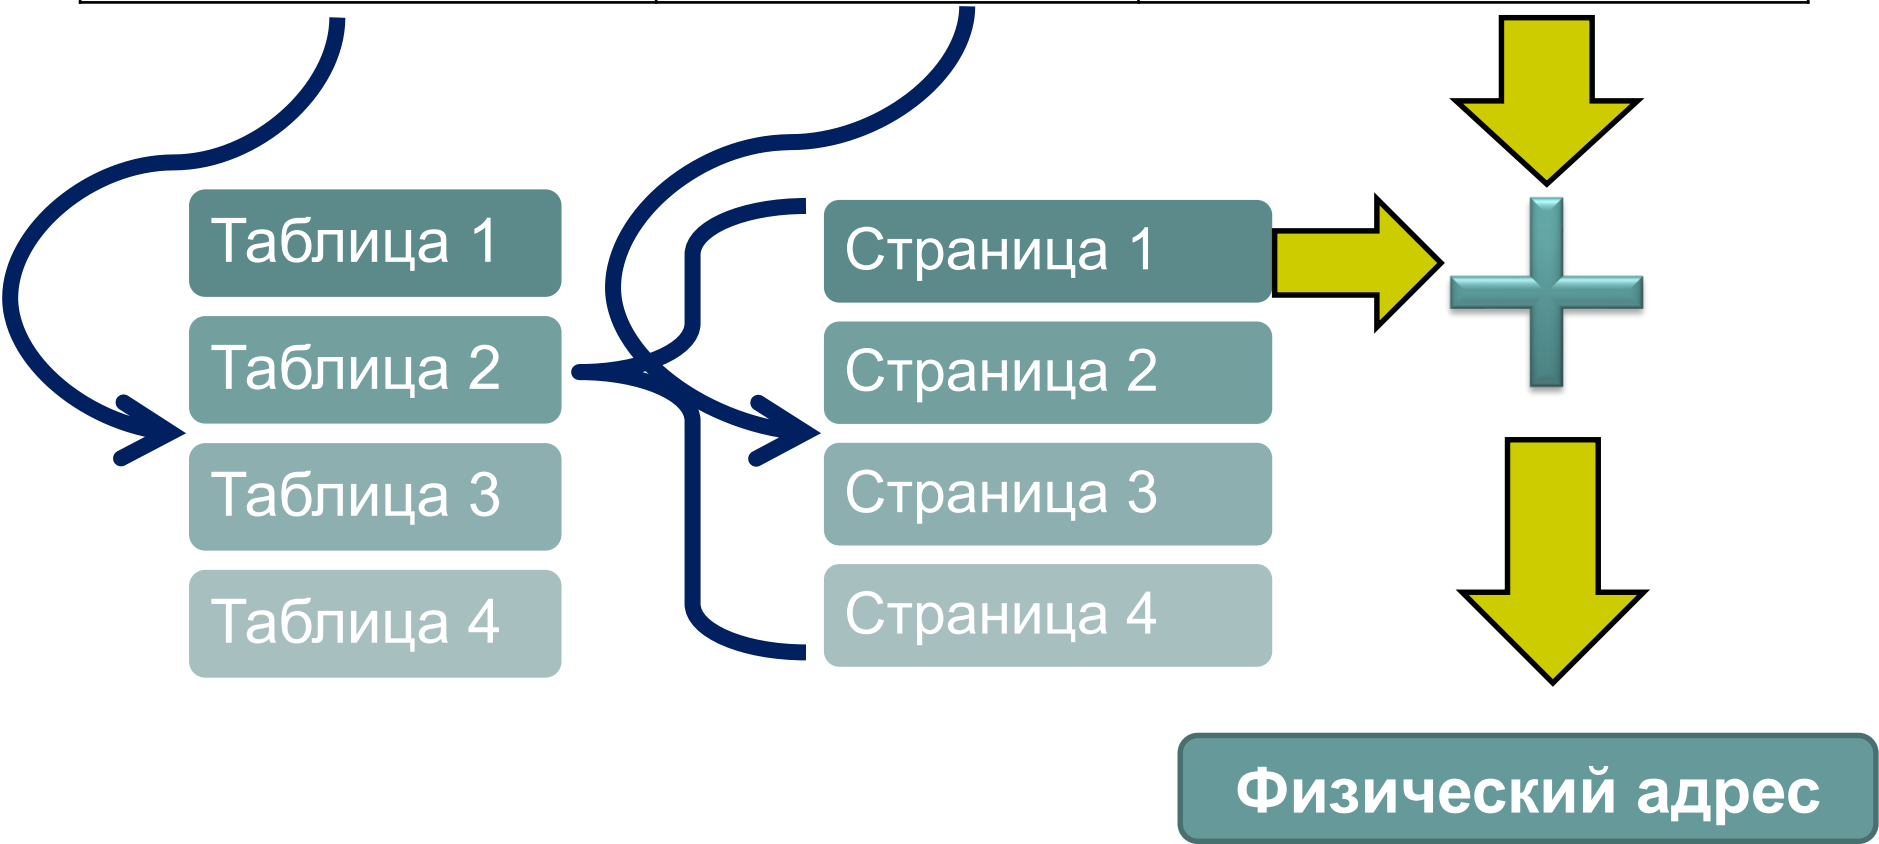 Таблица 1
Таблица 2
Таблица 3
Таблица 4
Страница 1
Страница 2
Страница 3
Страница 4
Физический адрес